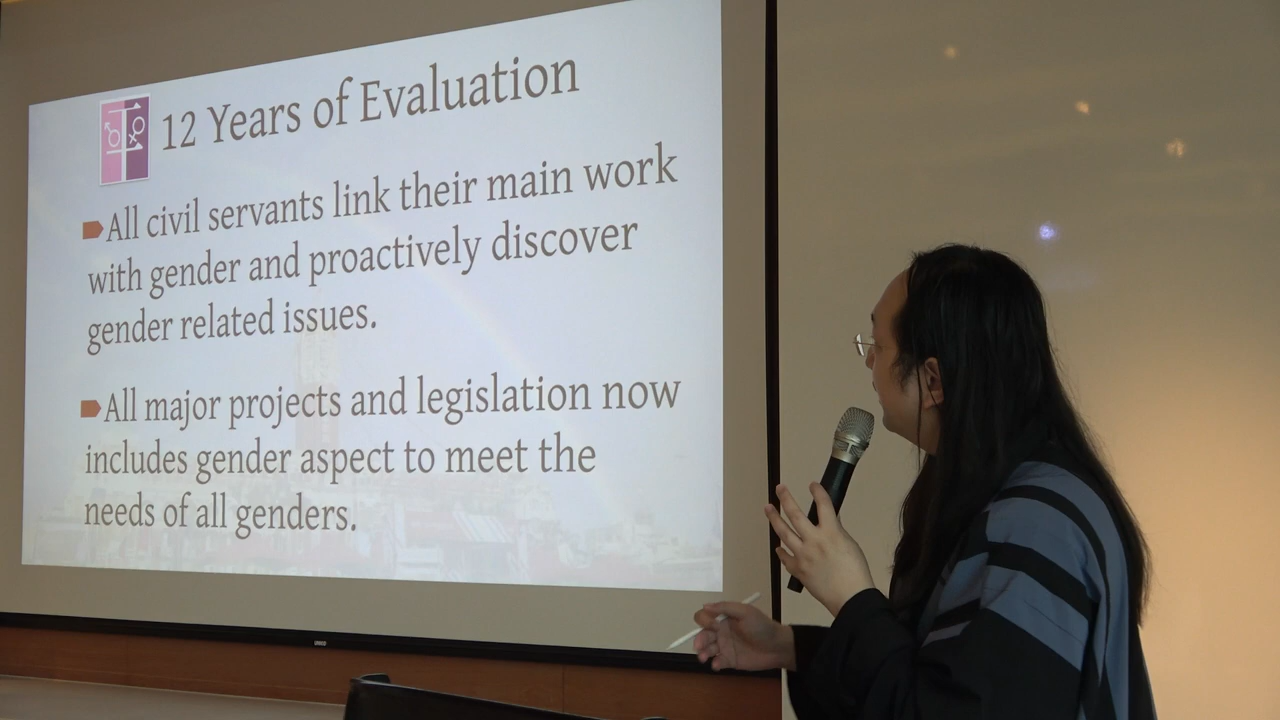 12 Years of Evaluation
All civil servants link their main work
with gender and proactively discover
gender related issues.
All major projects and legislation now
includes gender aspect to meet the
needs of all genders.